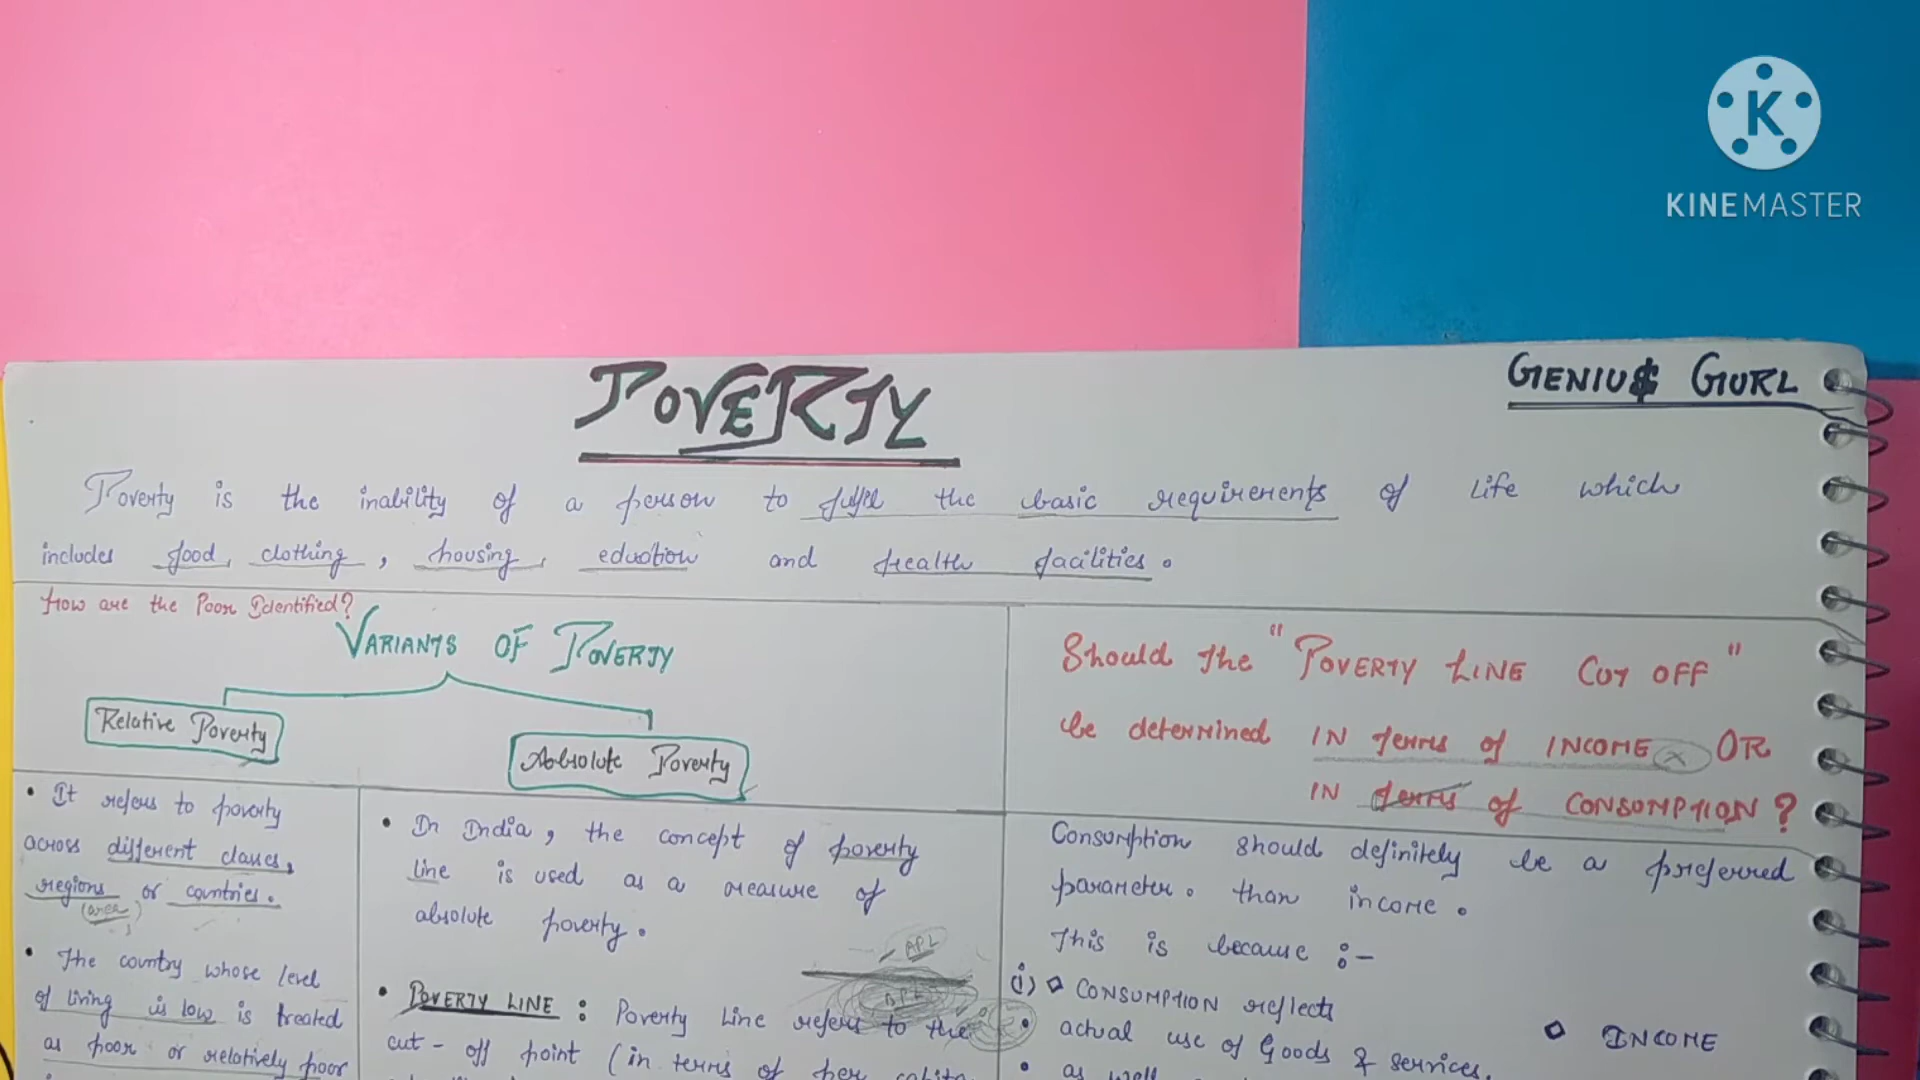 K
KINEMASTER
POVERTY
GENIU$ GURL
Poverty is the inability of a person to fulfil the basic requirements of life which
includes food, clothing, housing, eduction and health facilities.
How are the Poor Identified?
VARIANTS OF POVERTY
Relative Poverty
Absolute Poverty
• It refers to poverty
across different classes,
regions or countries.
(area)
• The country whose level
of living is low is treated
as poor or relatively poor
• In India, the concept of poverty
line is used as a measure of
absolute poverty.
APL
BPL
• POVERTY LINE : Poverty Line refers to the
cut-off point (in terms of per capita
Should the "POVERTY LINE CUT OFF"
be determined IN terms of INCOME (x) OR
IN terms of CONSUMPTION?
Consumption should definitely be a preferred
parameter. than income.
This is because :-
(i) CONSUMPTION reflects
• actual use of Goods & services.
• as well
INCOME